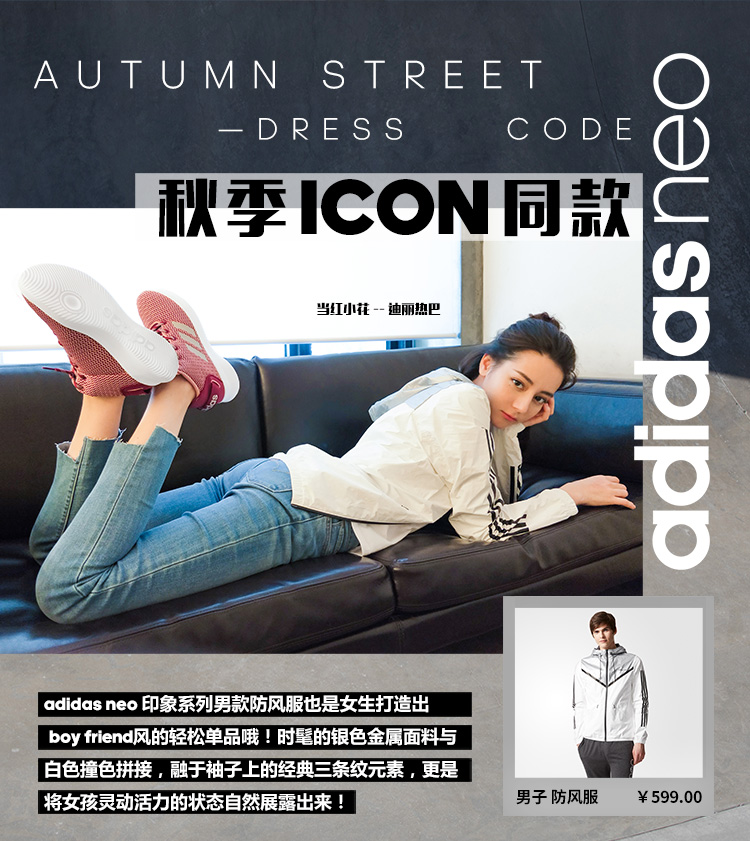 AUTUMN STREET
—DRESS CODE
adidas neo
秋季ICON同款
当红小花 -- 迪丽热巴
adidas neo 印象系列男款防风服也是女生打造出
boy friend风的轻松单品哦！时髦的银色金属面料与
白色撞色拼接，融于袖子上的经典三条纹元素，更是
将女孩灵动活力的状态自然展露出来！
男子 防风服 ￥599.00